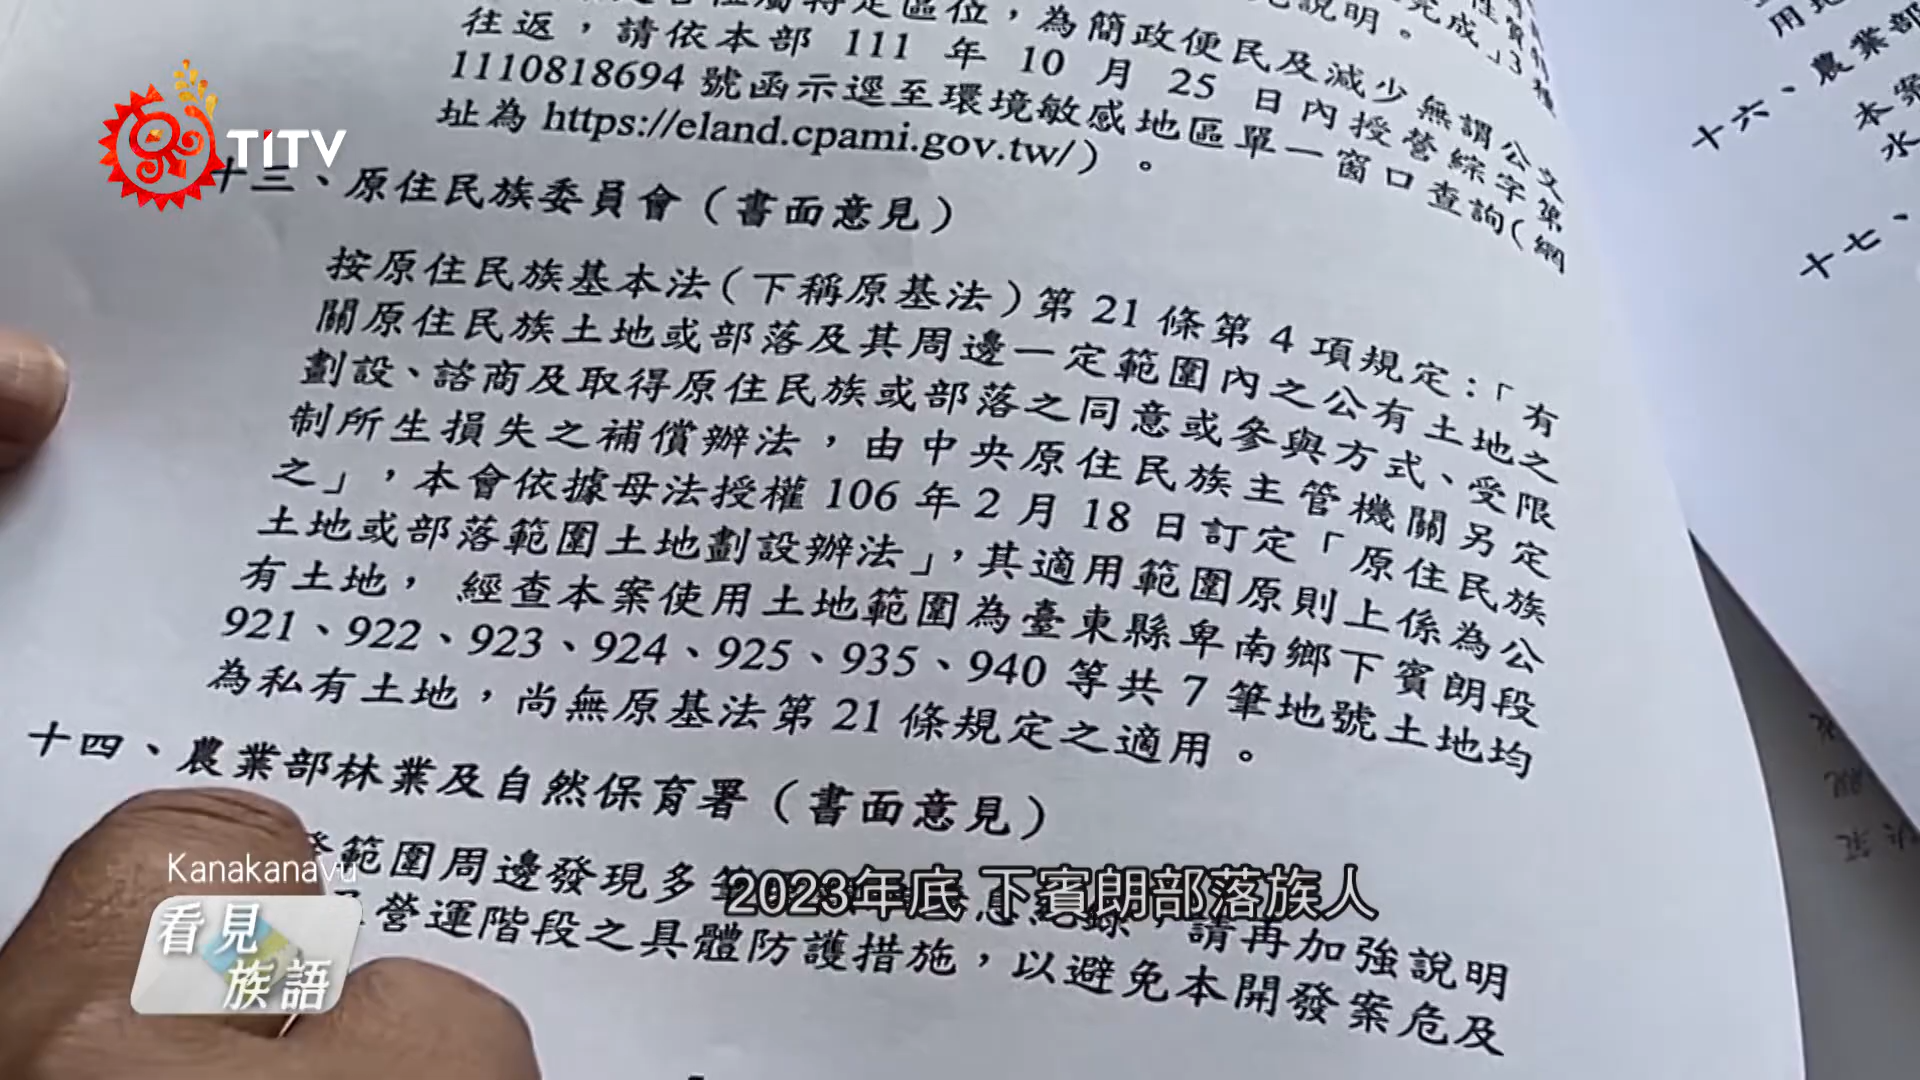 區位，為簡政便民及減少無謂公文
往返，請依本部 111 年 10 月 25 日內授營綜字第
1110818694 號函示逕至環境敏感地區單一窗口查詢(網
址為 https://eland.cpami.gov.tw/）。
十三、原住民族委員會（書面意見）
按原住民族基本法（下稱原基法）第 21 條第 4 項規定：「有
關原住民族土地或部落及其周邊一定範圍內之公有土地之
劃設、諮商及取得原住民族或部落之同意或參與方式、受限
制所生損失之補償辦法，由中央原住民族主管機關另定
之」，本會依據母法授權 106 年 2 月 18 日訂定「原住民族
土地或部落範圍土地劃設辦法」，其適用範圍原則上係為公
有土地， 經查本案使用土地範圍為臺東縣卑南鄉下賓朗段
921、922、923、924、925、935、940 等共 7 筆地號土地均
為私有土地，尚無原基法第 21 條規定之適用。
十四、農業部林業及自然保育署（書面意見）
範圍周邊發現多
請再加強說明
營運階段之具體防護措施，以避免本開發案危及
十六、農業部
十七、
TiTV
Kanakanavu
看見
族語
2023年底 下賓朗部落族人